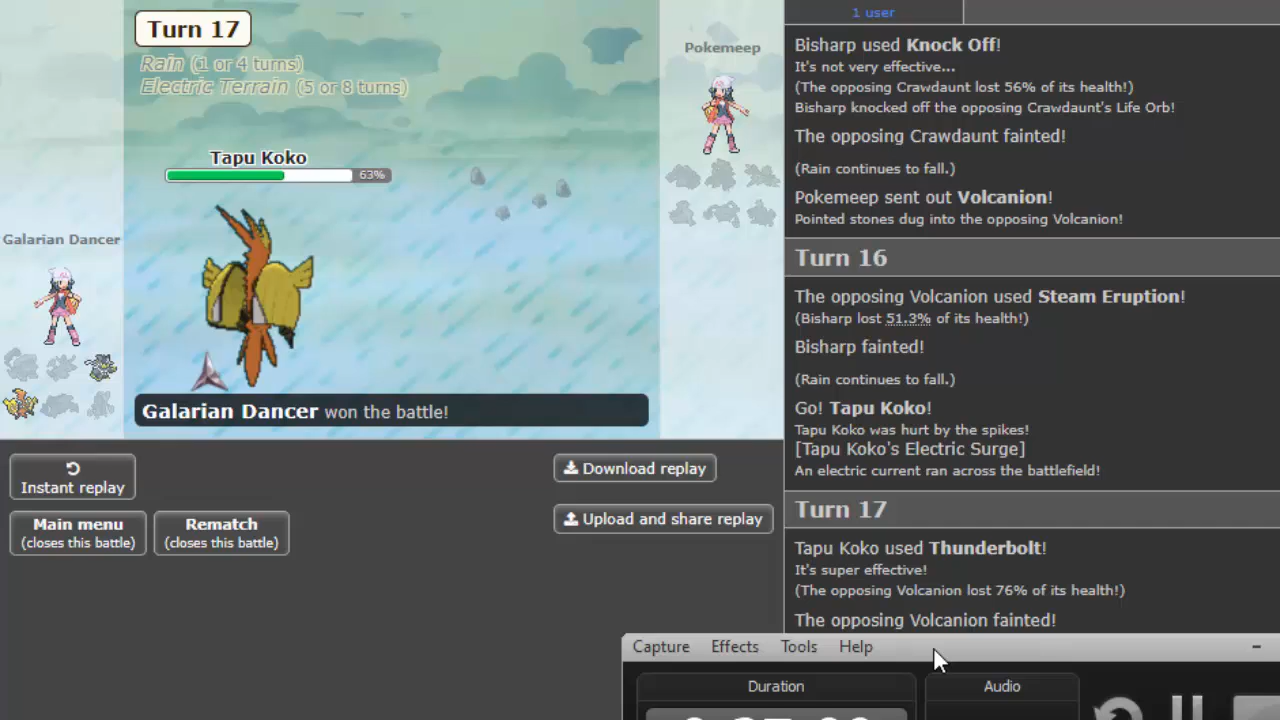 Turn 17
Rain (1 or 4 turns)
Electric Terrain (5 or 8 turns)
Tapu Koko
63%
Galarian Dancer
Pokemeep
Galarian Dancer won the battle!
Instant replay
Download replay
Main menu
(closes this battle)
Rematch
(closes this battle)
Upload and share replay
1 user
Bisharp used Knock Off!
It's not very effective...
(The opposing Crawdaunt lost 56% of its health!)
Bisharp knocked off the opposing Crawdaunt's Life Orb!
The opposing Crawdaunt fainted!
(Rain continues to fall.)
Pokemeep sent out Volcanion!
Pointed stones dug into the opposing Volcanion!
Turn 16
The opposing Volcanion used Steam Eruption!
(Bisharp lost 51.3% of its health!)
Bisharp fainted!
(Rain continues to fall.)
Go! Tapu Koko!
Tapu Koko was hurt by the spikes!
[Tapu Koko's Electric Surge]
An electric current ran across the battlefield!
Turn 17
Tapu Koko used Thunderbolt!
It's super effective!
(The opposing Volcanion lost 76% of its health!)
The opposing Volcanion fainted!
Capture Effects Tools Help
Duration
Audio